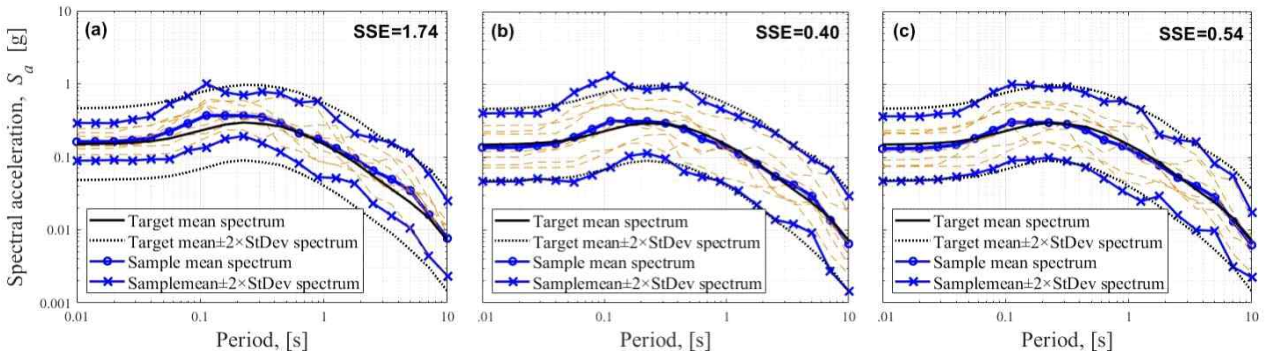 (a) SSE=1.74
(b) SSE=0.40
(c) SSE=0.54
Spectral acceleration, Sa [g]
10
1
0.1
0.01
0.001
Target mean spectrum
Target mean±2×StDev spectrum
Sample mean spectrum
Samplemean±2×StDev spectrum
Target mean spectrum
Target mean±2×StDev spectrum
Sample mean spectrum
Samplemean±2×StDev spectrum
Target mean spectrum
Target mean±2×StDev spectrum
Sample mean spectrum
Samplemean±2×StDev spectrum
0.01 0.1 1 10
0.01 0.1 1 10
0.01 0.1 1 10
Period, [s]
Period, [s]
Period, [s]